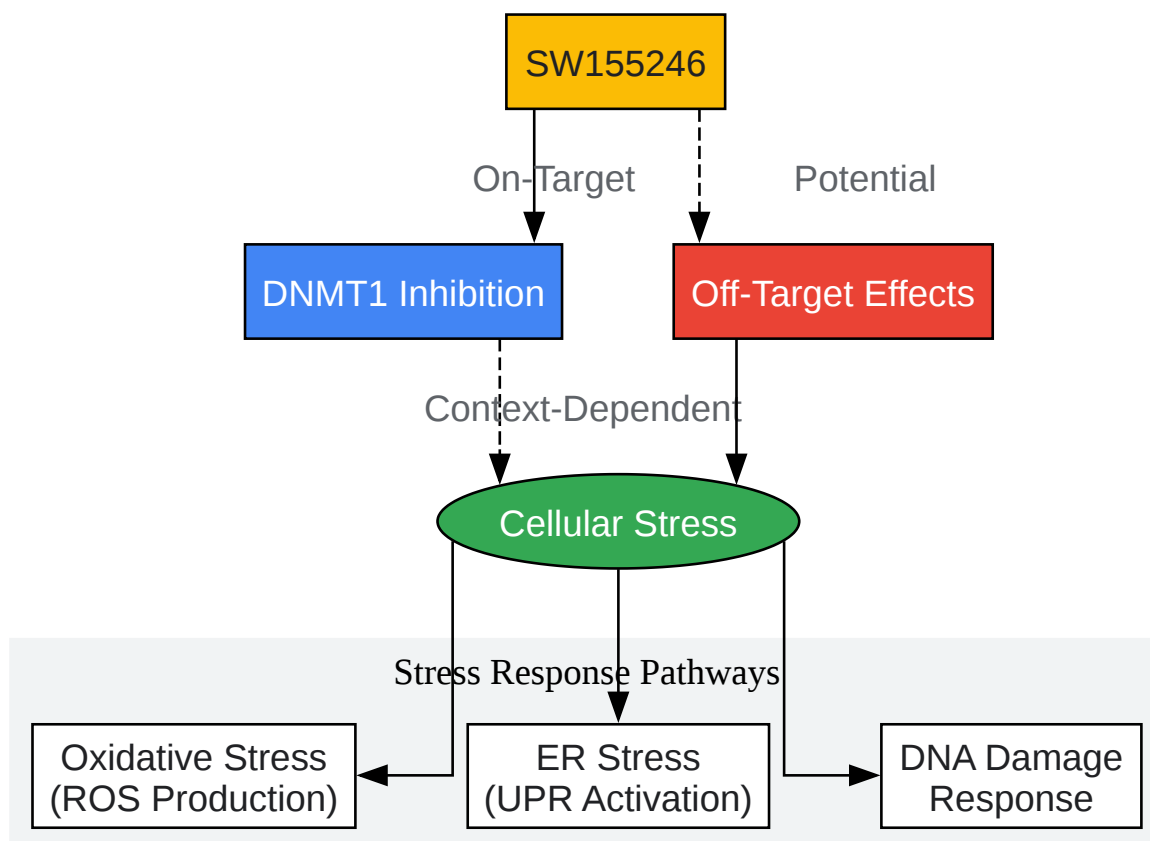 SW155246
On-Target
Potential
DNMT1 Inhibition
Off-Target Effects
Context-Dependent
Cellular Stress
Stress Response Pathways
Oxidative Stress
(ROS Production)
ER Stress
(UPR Activation)
DNA Damage
Response